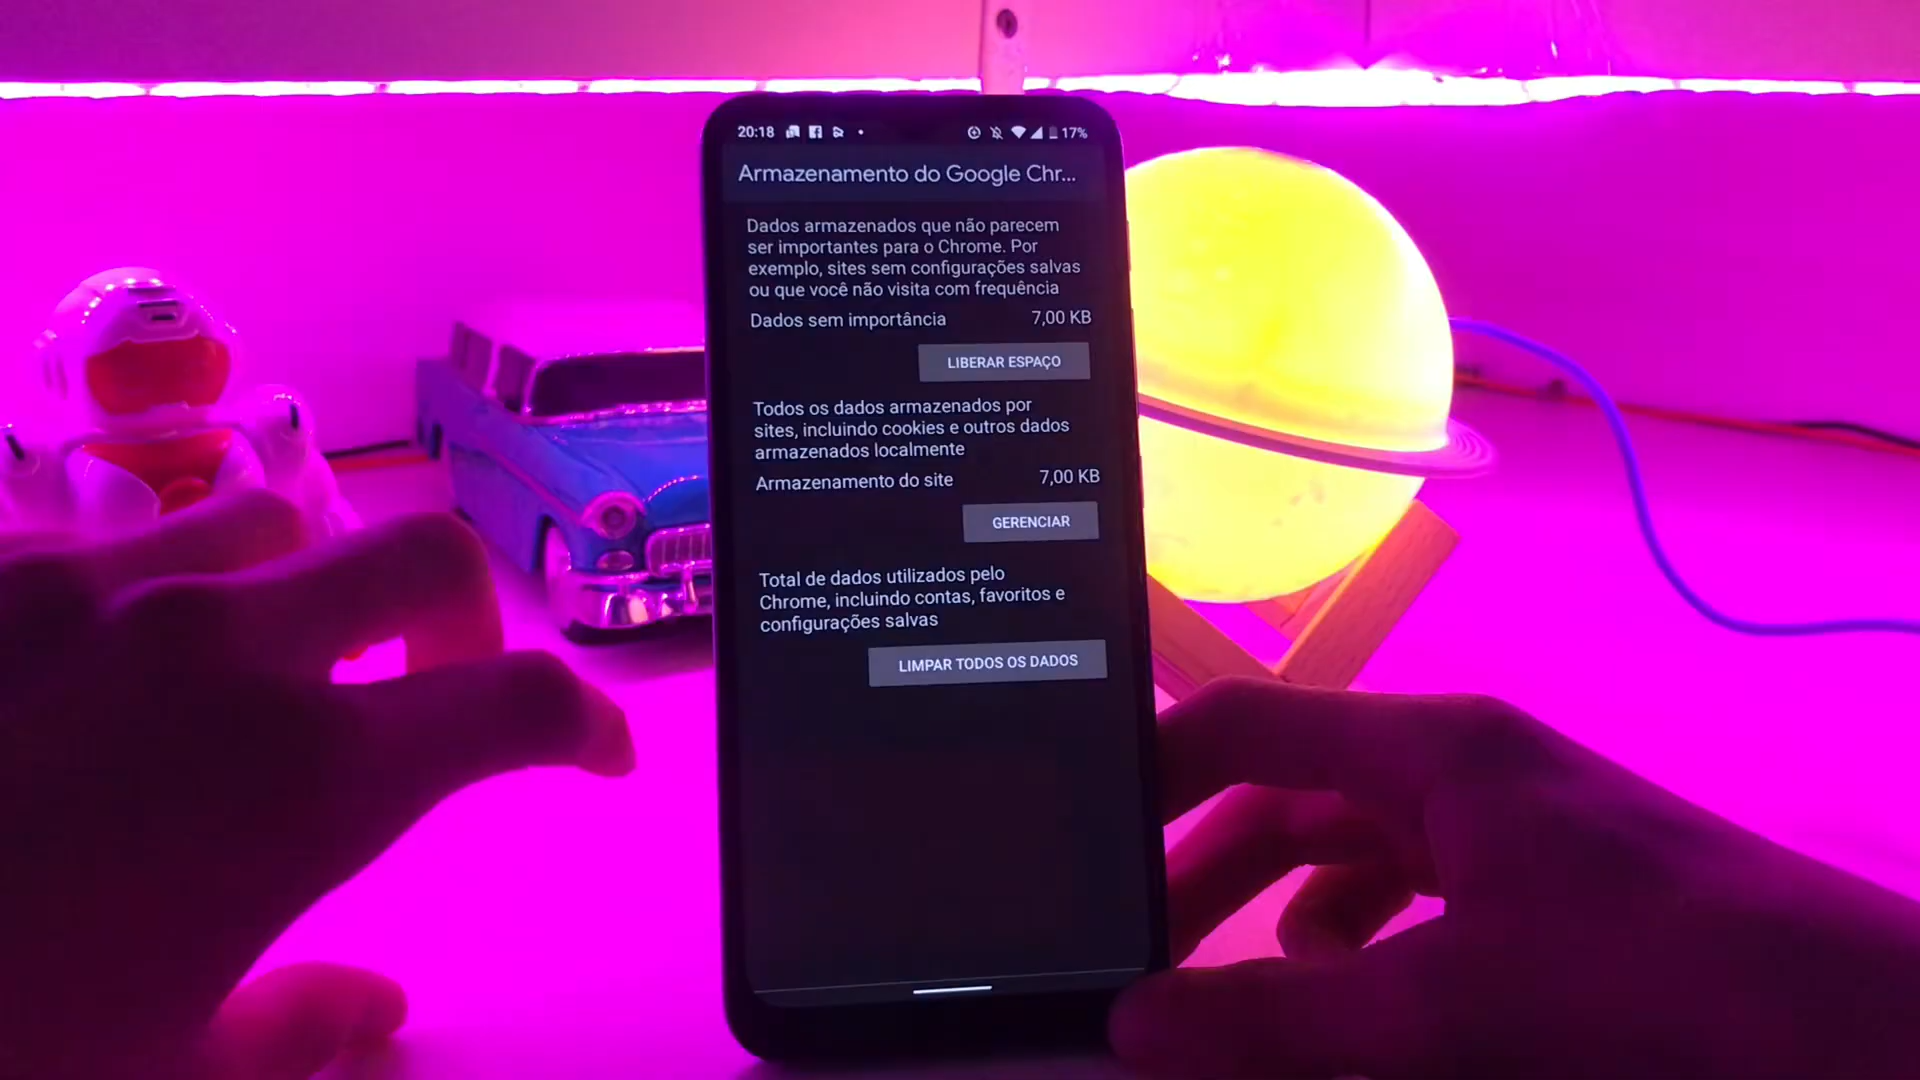 20:18 17%
Armazenamento do Google Chr...
Dados armazenados que não parecem
ser importantes para o Chrome. Por
exemplo, sites sem configurações salvas
ou que você não visita com frequência
Dados sem importância 7,00 KB
LIBERAR ESPAÇO
Todos os dados armazenados por
sites, incluindo cookies e outros dados
armazenados localmente
Armazenamento do site 7,00 KB
GERENCIAR
Total de dados utilizados pelo
Chrome, incluindo contas, favoritos e
configurações salvas
LIMPAR TODOS OS DADOS